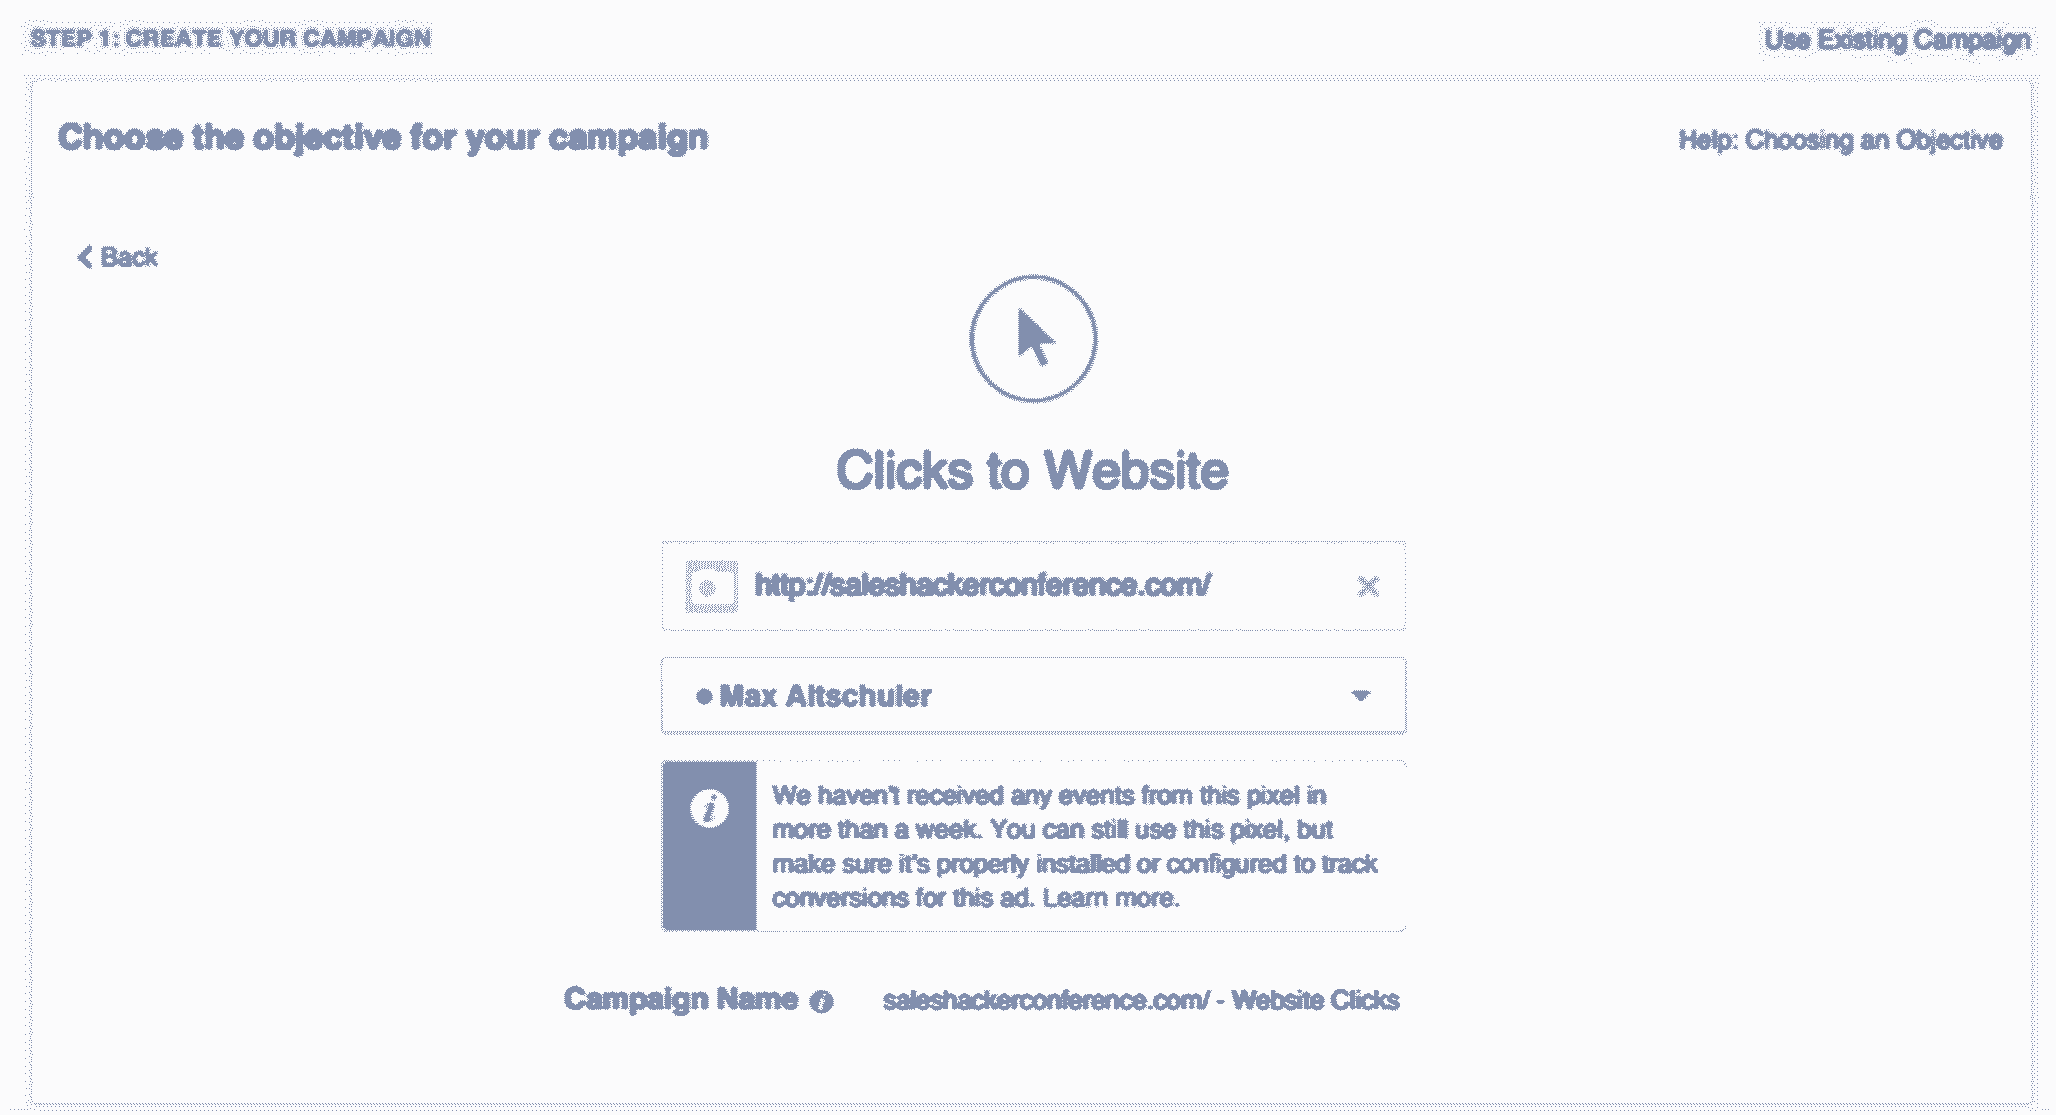 STEP 1: CREATE YOUR CAMPAIGN
Use Existing Campaign
Choose the objective for your campaign
Help: Choosing an Objective
Back
Clicks to Website
http://saleshackerconference.com/
Max Altschuler
We haven't received any events from this pixel in
more than a week. You can still use this pixel, but
make sure it's properly installed or configured to track
conversions for this ad. Learn more.
Campaign Name
saleshackerconference.com/ - Website Clicks